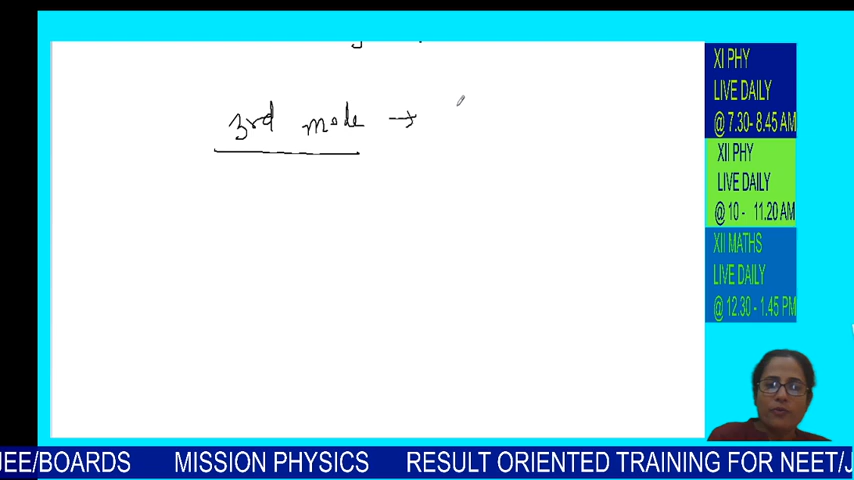 3rd mode →
XI PHY
LIVE DAILY
@ 7.30- 8.45 AM
XII PHY
LIVE DAILY
@ 10 - 11.20 AM
XII MATHS
LIVE DAILY
@ 12.30 - 1.45 PM
JEE/BOARDS MISSION PHYSICS RESULT ORIENTED TRAINING FOR NEET/J